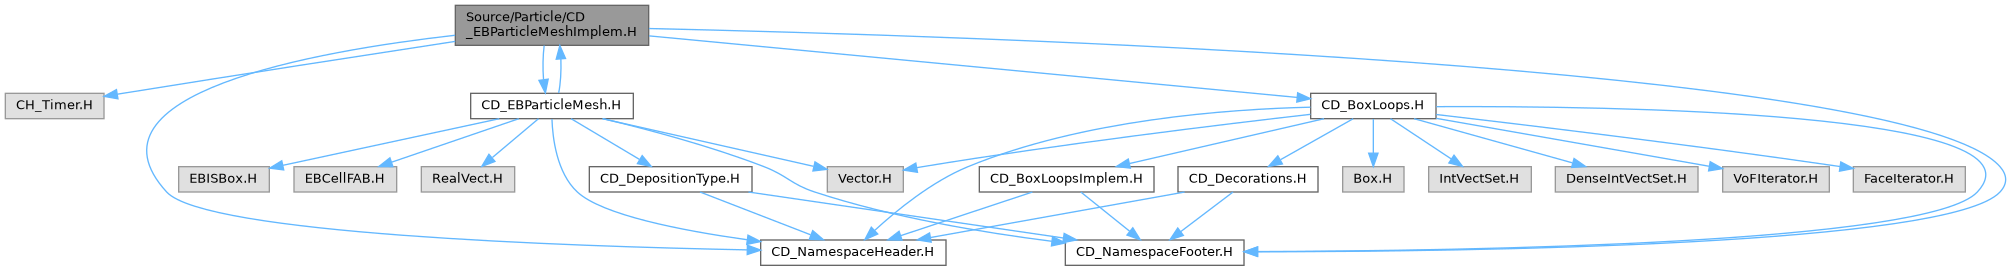 Source/Particle/CD
_EBParticleMeshImplem.H
CH_Timer.H
CD_EBParticleMesh.H
CD_BoxLoops.H
EBISBox.H
EBCellFAB.H
RealVect.H
CD_DepositionType.H
Vector.H
CD_BoxLoopsImplem.H
CD_Decorations.H
Box.H
IntVectSet.H
DenseIntVectSet.H
VoFIterator.H
FaceIterator.H
CD_NamespaceHeader.H
CD_NamespaceFooter.H